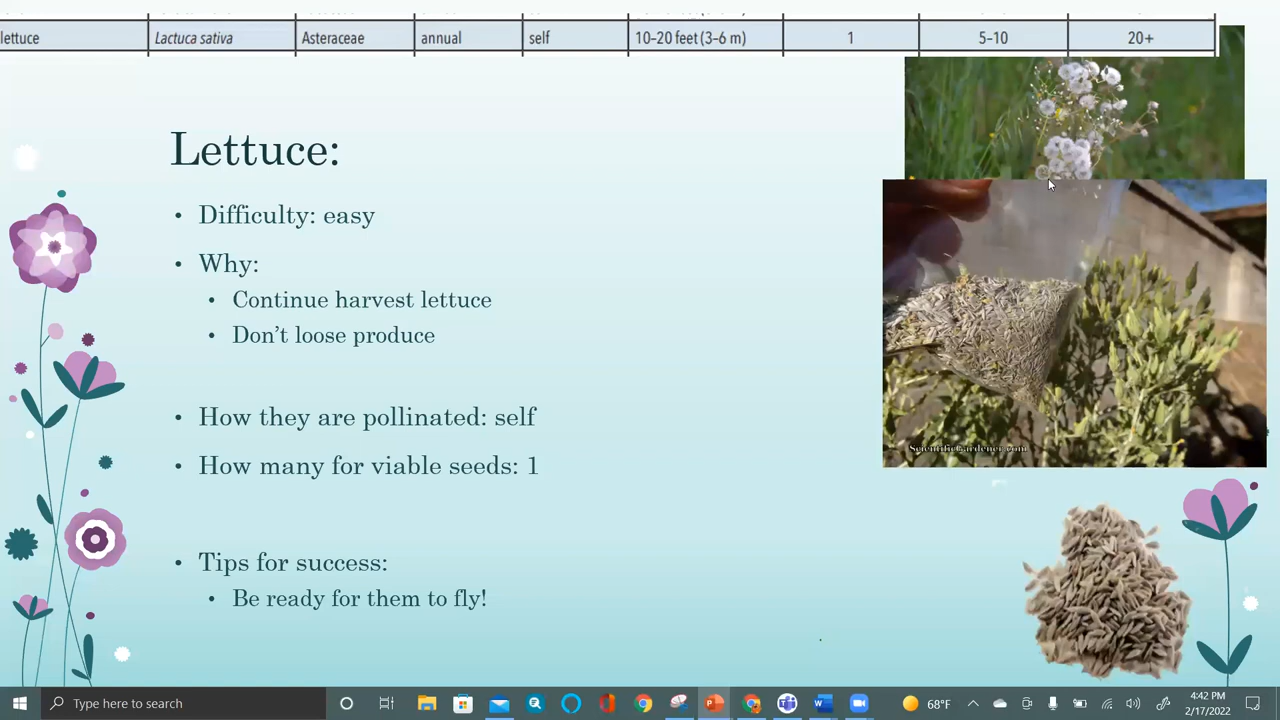 lettuce Lactuca sativa Asteraceae annual self 10–20 feet (3–6 m) 1 5–10 20+
Lettuce:
• Difficulty: easy
• Why:
• Continue harvest lettuce
• Don’t loose produce
• How they are pollinated: self
• How many for viable seeds: 1
• Tips for success:
• Be ready for them to fly!
ScientificGardener.com
Type here to search
68°F
4:42 PM
2/17/2022